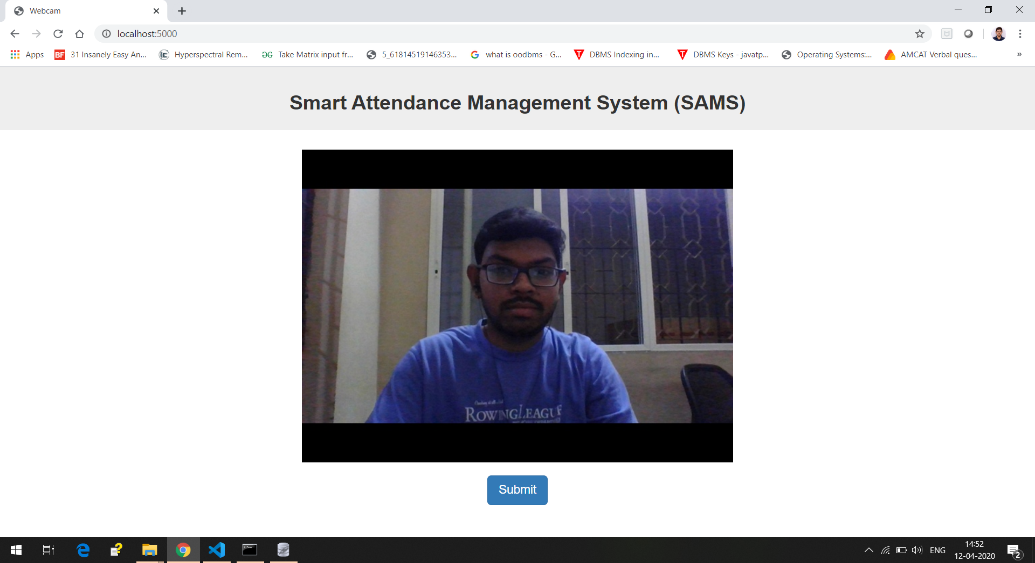 Webcam
localhost:5000
Apps
31 Insanely Easy An...
Hyperspectral Rem...
Take Matrix input fr...
5_61814519146353...
what is oodbms - G...
DBMS Indexing in...
DBMS Keys - javatp...
Operating Systems:...
AMCAT Verbal ques...
»
Smart Attendance Management System (SAMS)
ROWINGLEAGUE
Submit
ENG
14:52
12-04-2020
2